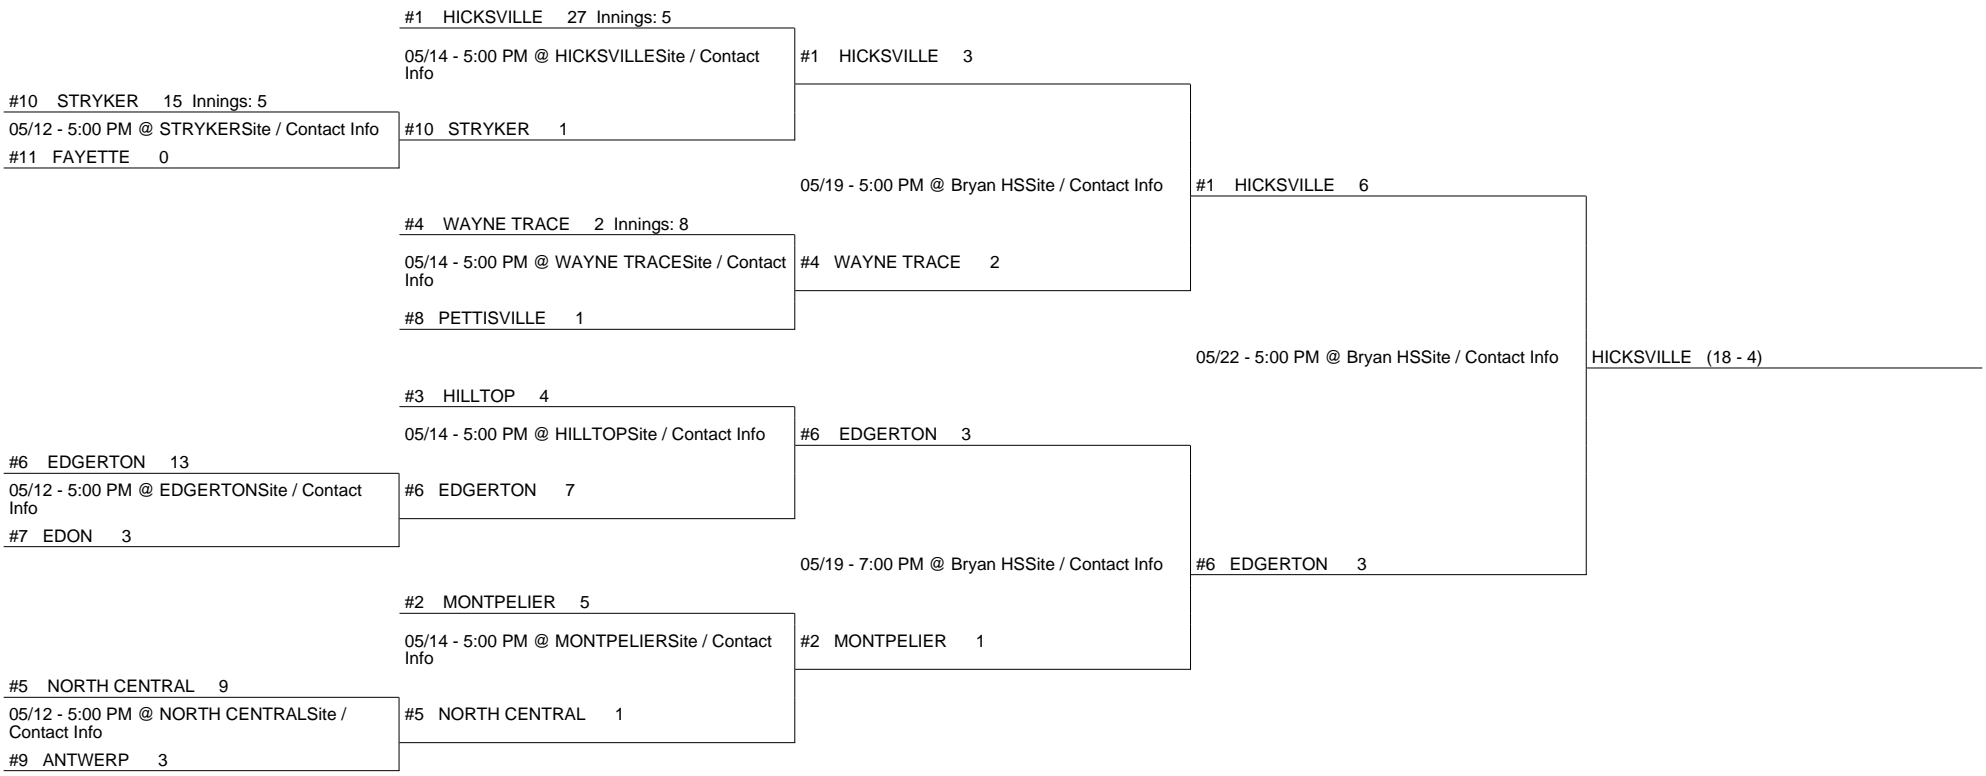 #1 HICKSVILLE 27 Innings: 5
05/14 - 5:00 PM @ HICKSVILLESite / Contact
Info
#1 HICKSVILLE 3
#10 STRYKER 15 Innings: 5
05/12 - 5:00 PM @ STRYKERSite / Contact Info
#10 STRYKER 1
#11 FAYETTE 0
05/19 - 5:00 PM @ Bryan HSSite / Contact Info
#1 HICKSVILLE 6
#4 WAYNE TRACE 2 Innings: 8
05/14 - 5:00 PM @ WAYNE TRACESite / Contact
Info
#4 WAYNE TRACE 2
#8 PETTISVILLE 1
05/22 - 5:00 PM @ Bryan HSSite / Contact Info
HICKSVILLE (18 - 4)
#3 HILLTOP 4
05/14 - 5:00 PM @ HILLTOPSite / Contact Info
#6 EDGERTON 3
#6 EDGERTON 13
05/12 - 5:00 PM @ EDGERTONSite / Contact
Info
#6 EDGERTON 7
#7 EDON 3
05/19 - 7:00 PM @ Bryan HSSite / Contact Info
#6 EDGERTON 3
#2 MONTPELIER 5
05/14 - 5:00 PM @ MONTPELIERSite / Contact
Info
#2 MONTPELIER 1
#5 NORTH CENTRAL 9
05/12 - 5:00 PM @ NORTH CENTRALSite /
Contact Info
#5 NORTH CENTRAL 1
#9 ANTWERP 3